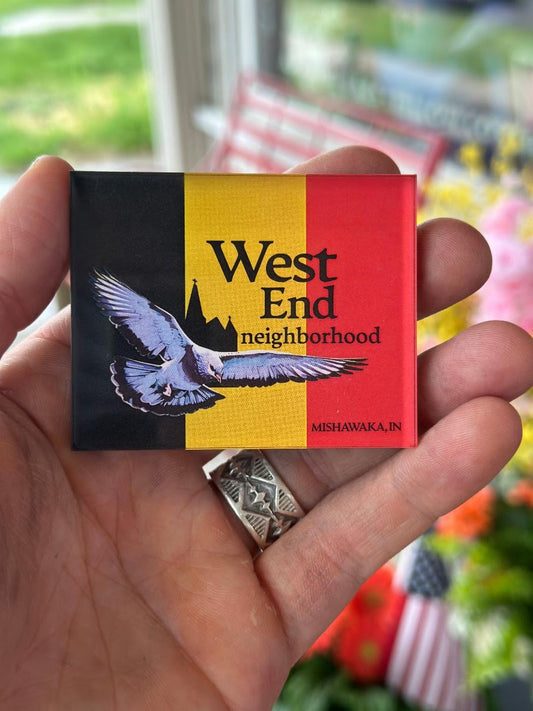 West
End
neighborhood
MISHAWAKA, IN